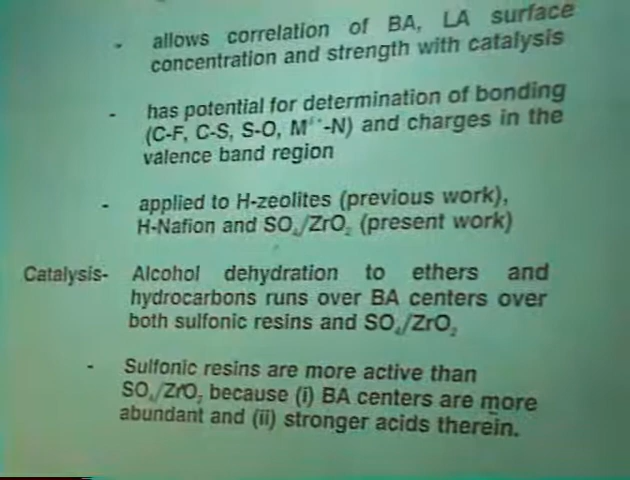 - allows correlation of BA, LA surface
concentration and strength with catalysis
- has potential for determination of bonding
(C-F, C-S, S-O, M⁺⁺-N) and charges in the
valence band region
- applied to H-zeolites (previous work),
H-Nafion and SO₄/ZrO₂ (present work)
Catalysis- Alcohol dehydration to ethers and
hydrocarbons runs over BA centers over
both sulfonic resins and SO₄/ZrO₂
- Sulfonic resins are more active than
SO₄/ZrO₂ because (i) BA centers are more
abundant and (ii) stronger acids therein.